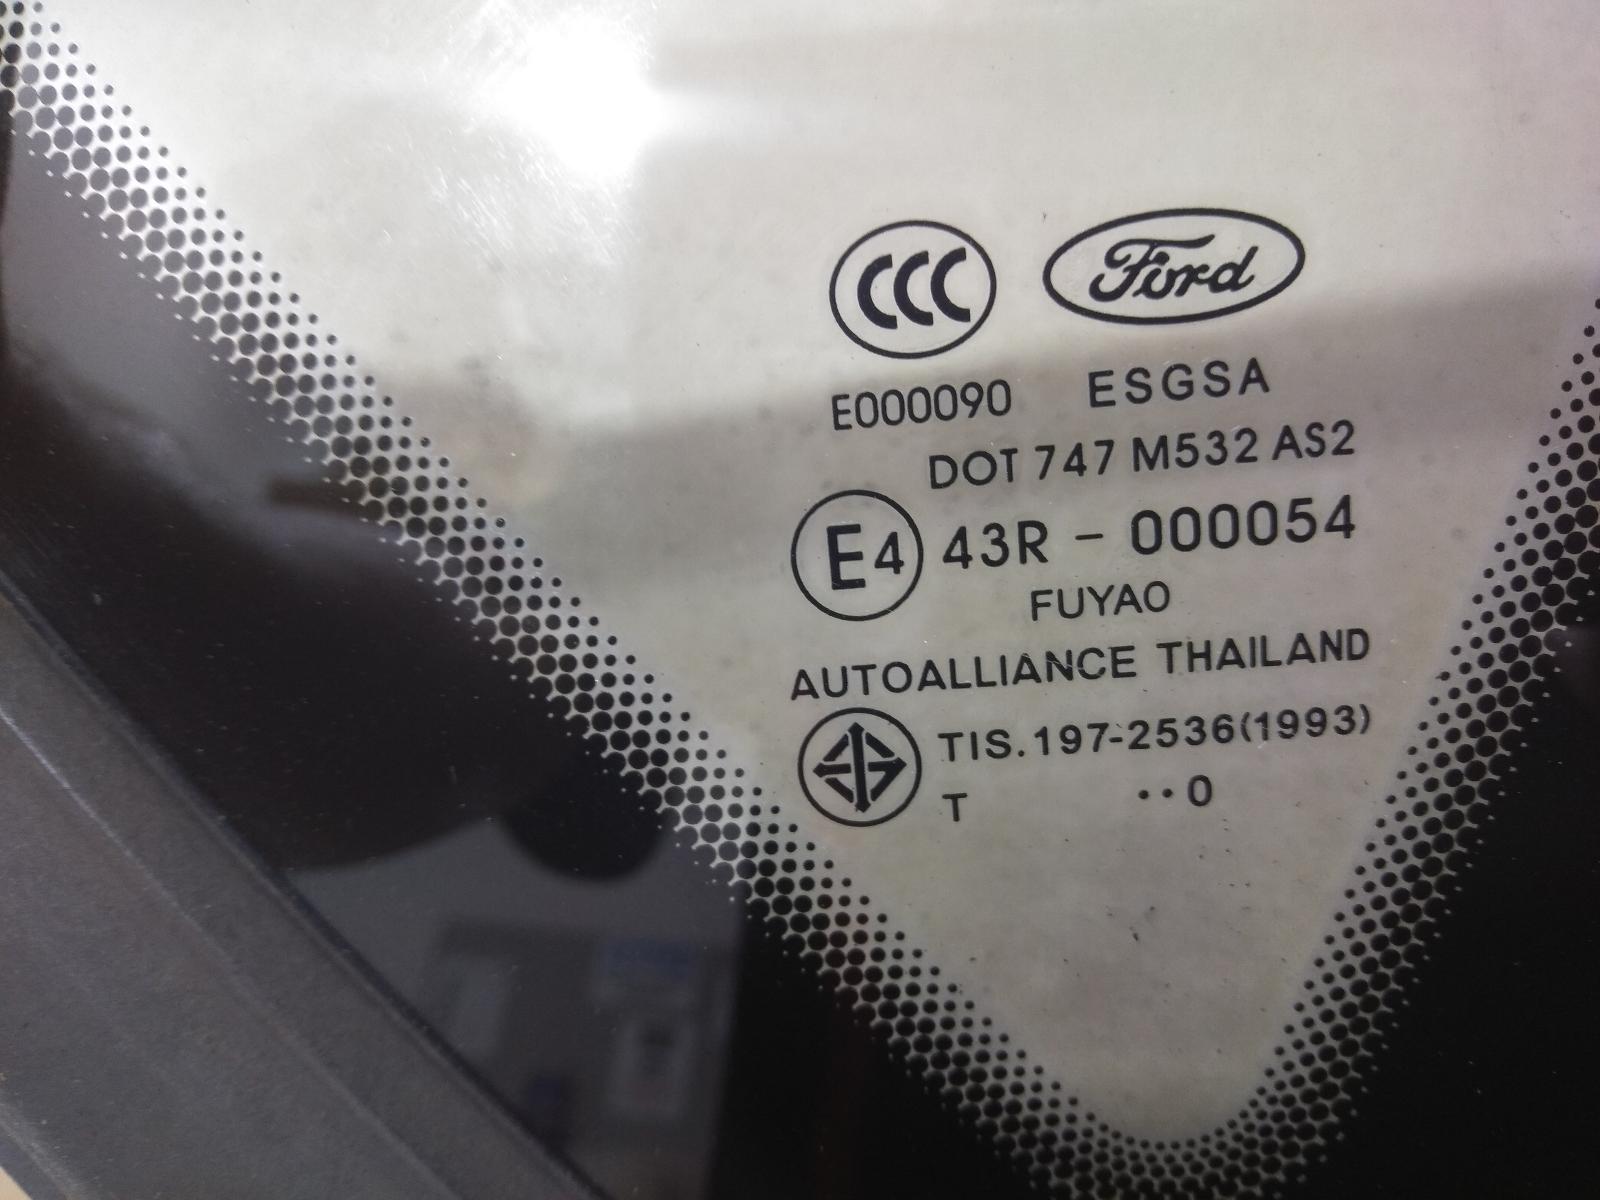 CCC Ford
E000090 ESGSA
DOT 747 M532 AS2
E4 43R - 000054
FUYAO
AUTOALLIANCE THAILAND
TIS.197-2536(1993)
T ••0